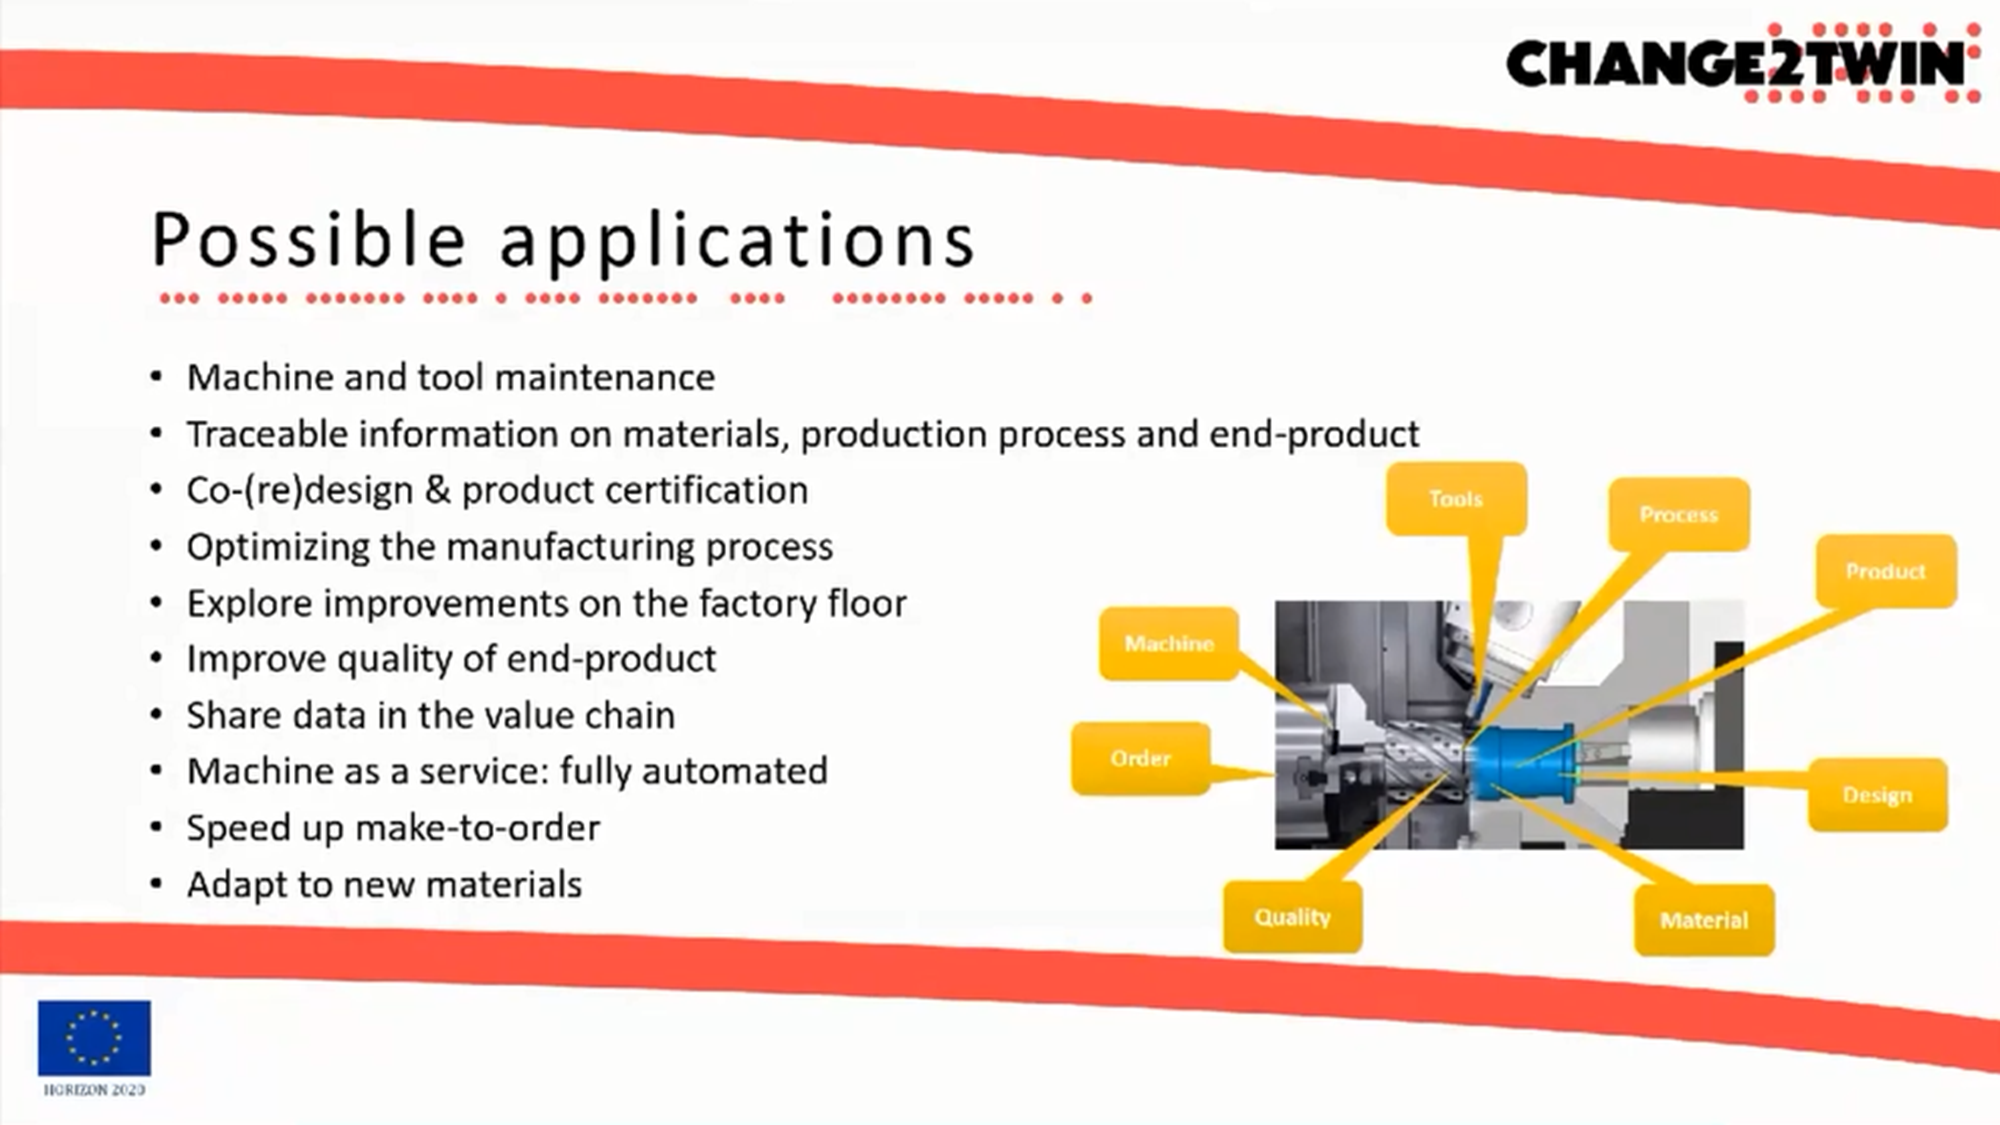 CHANGE2TWIN
Possible applications
• Machine and tool maintenance
• Traceable information on materials, production process and end-product
• Co-(re)design & product certification
• Optimizing the manufacturing process
• Explore improvements on the factory floor
• Improve quality of end-product
• Share data in the value chain
• Machine as a service: fully automated
• Speed up make-to-order
• Adapt to new materials
Tools
Process
Product
Machine
Order
Design
Quality
Material
HORIZON 2020